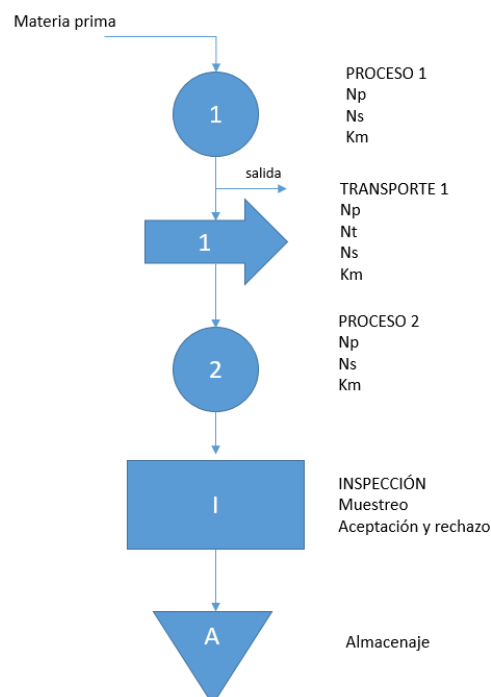 Materia prima
1
PROCESO 1
Np
Ns
Km
salida
1
TRANSPORTE 1
Np
Nt
Ns
Km
2
PROCESO 2
Np
Ns
Km
I
INSPECCIÓN
Muestreo
Aceptación y rechazo
A
Almacenaje